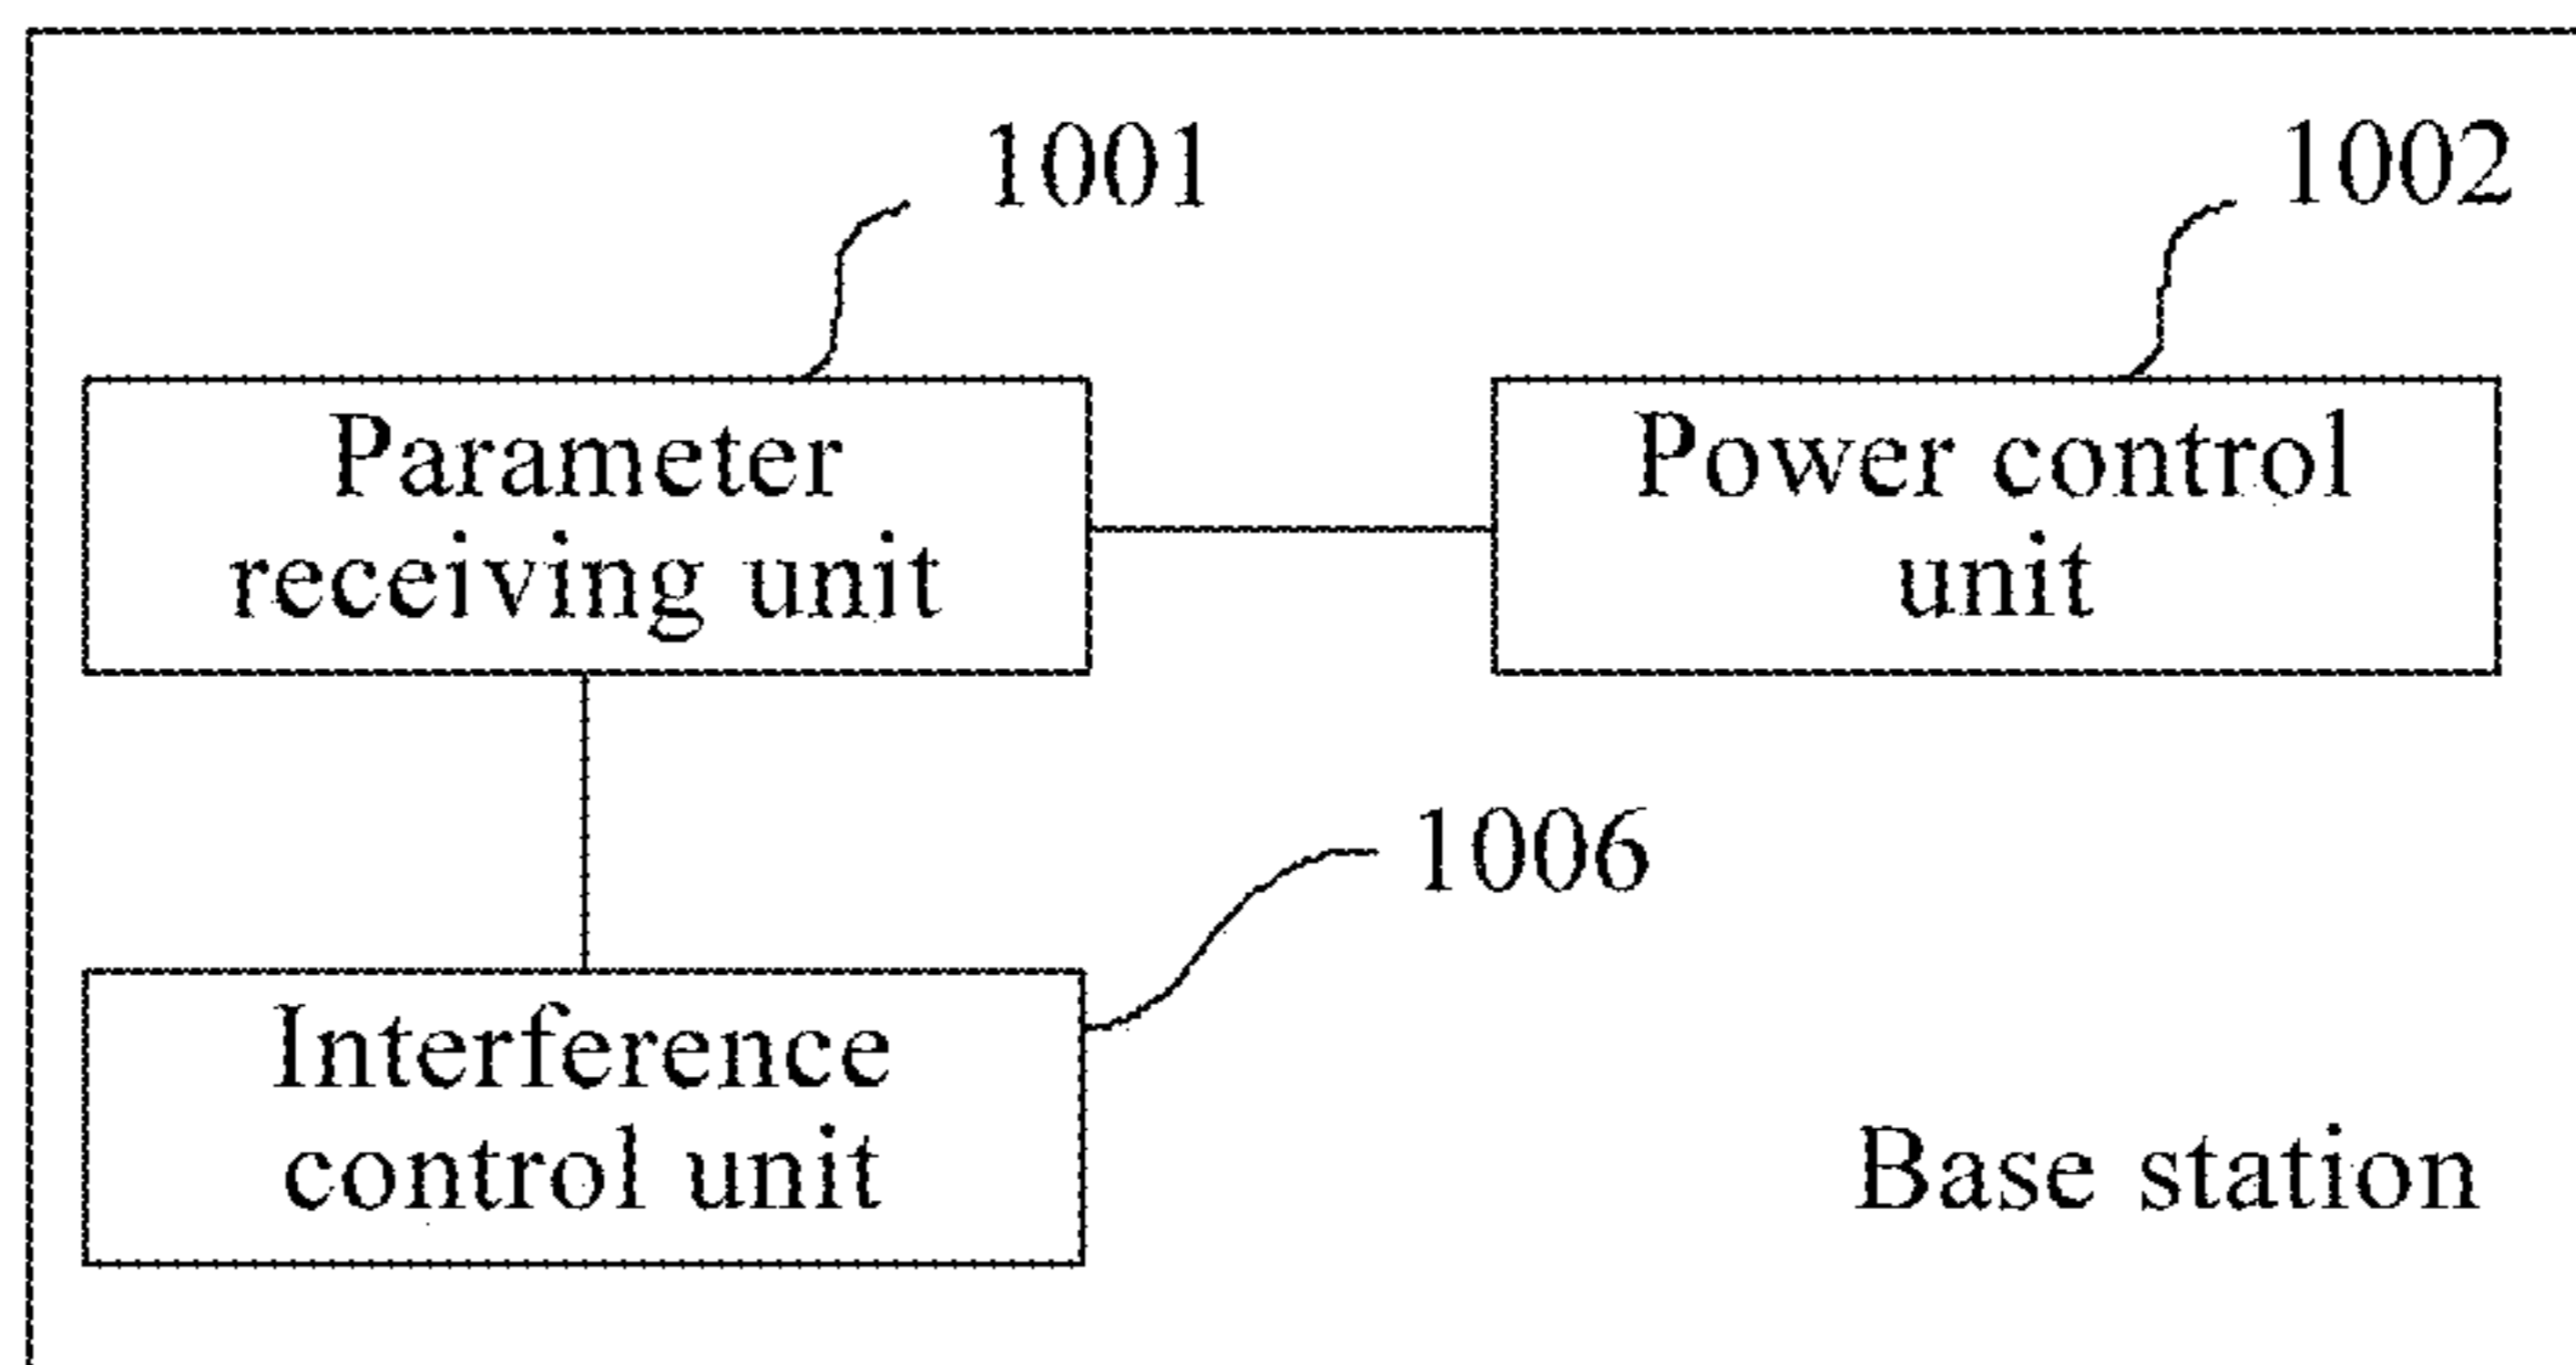 1001
1002
Parameter
receiving unit
Power control
unit
1006
Interference
control unit
Base station